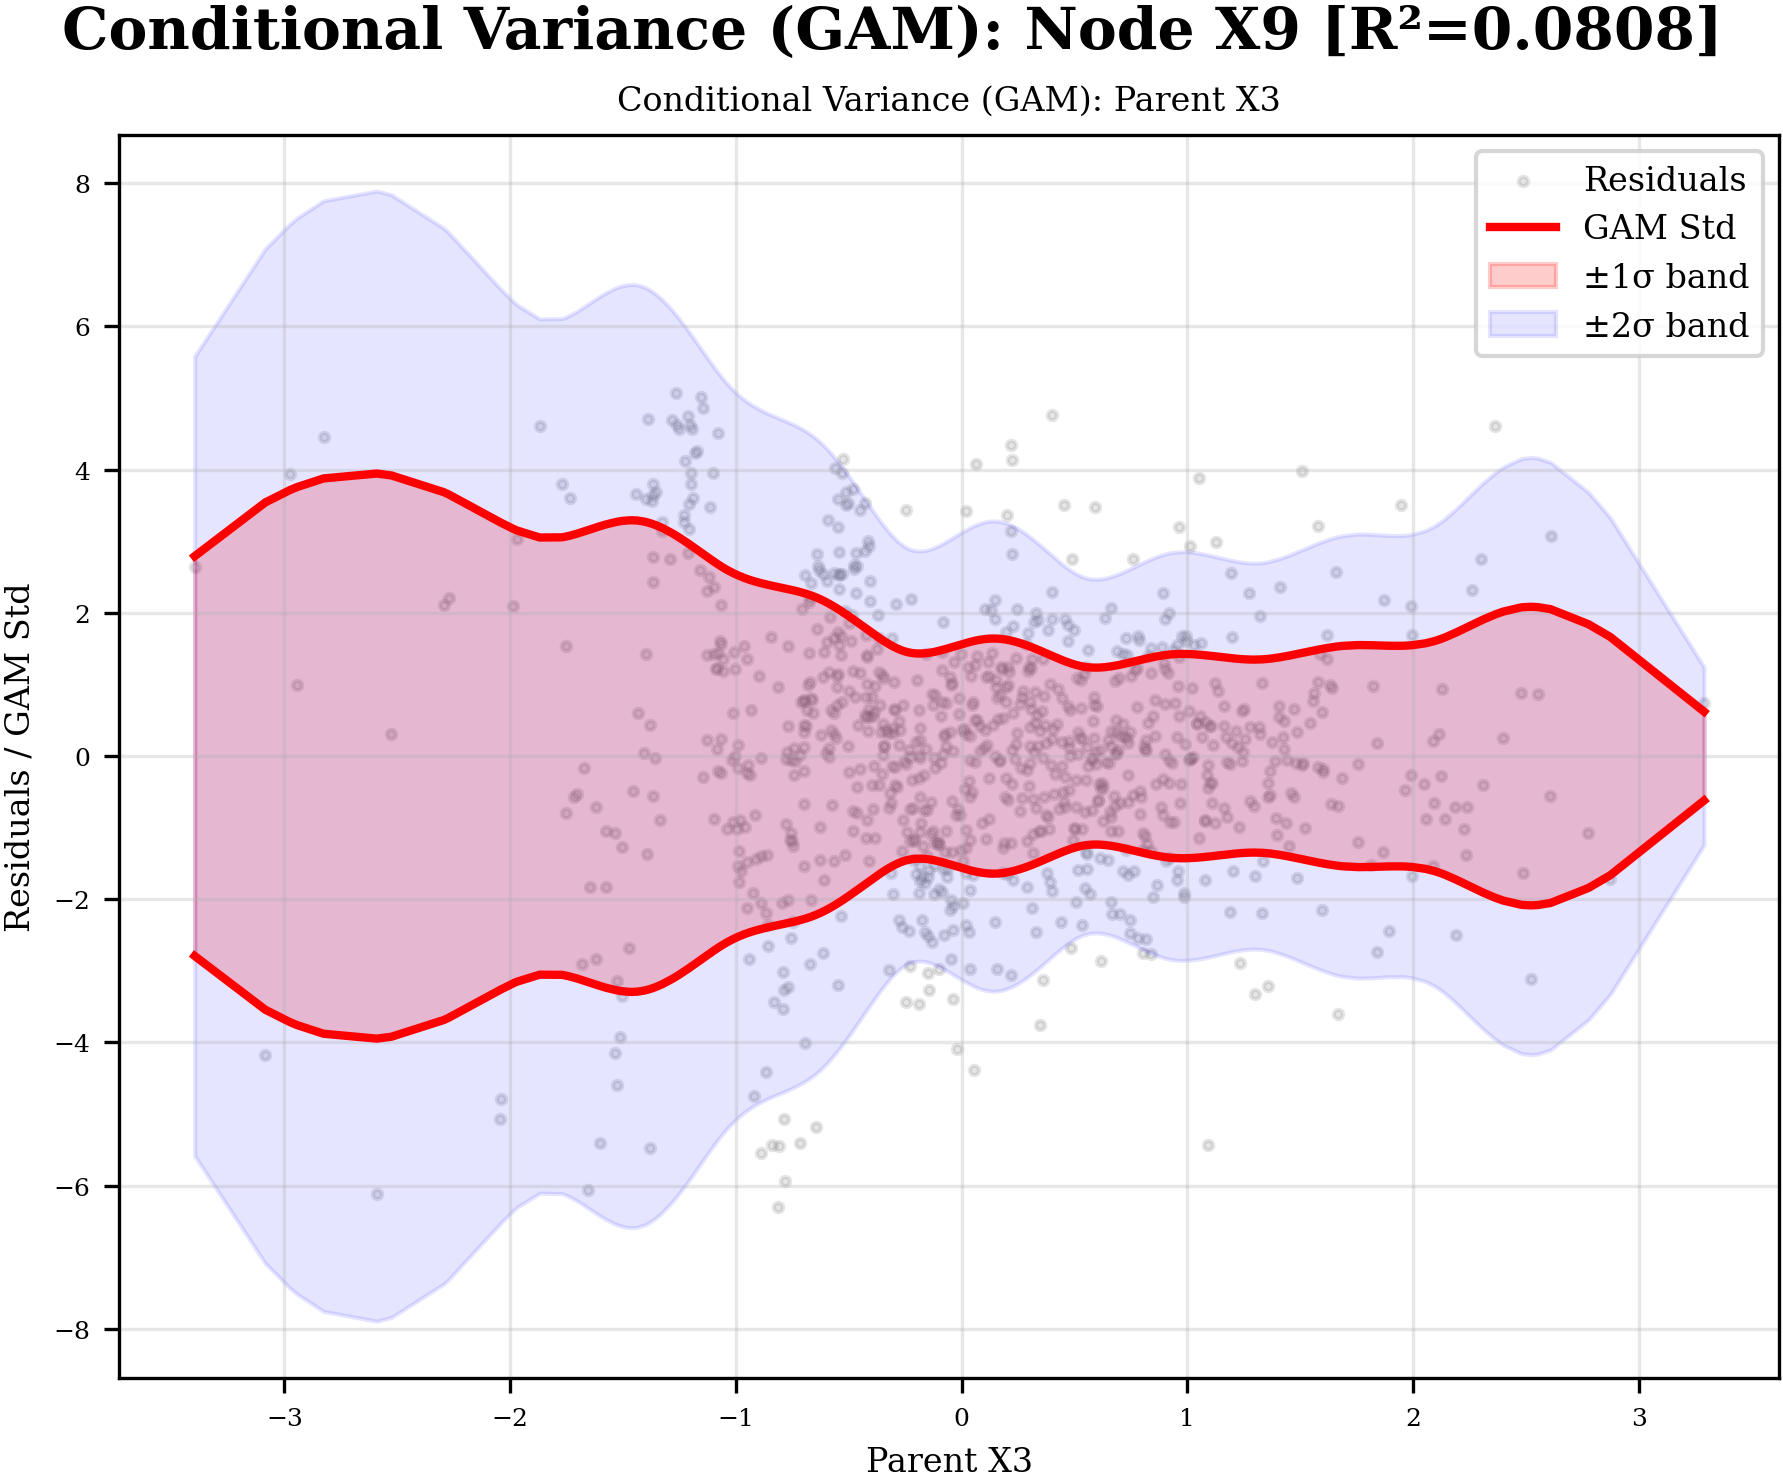 Conditional Variance (GAM): Node X9 [R²=0.0808]
Conditional Variance (GAM): Parent X3
Residuals
GAM Std
±1σ band
±2σ band
8
6
4
2
0
−2
−4
−6
−8
Residuals / GAM Std
−3
−2
−1
0
1
2
3
Parent X3